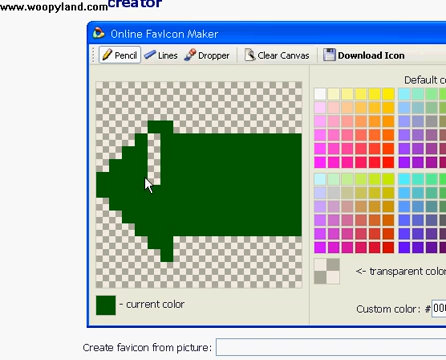 www.woopyland.com
creator
Online FavIcon Maker
Pencil Lines Dropper Clear Canvas Download Icon
Default co
<- transparent color
- current color
Custom color: #
Create favicon from picture: